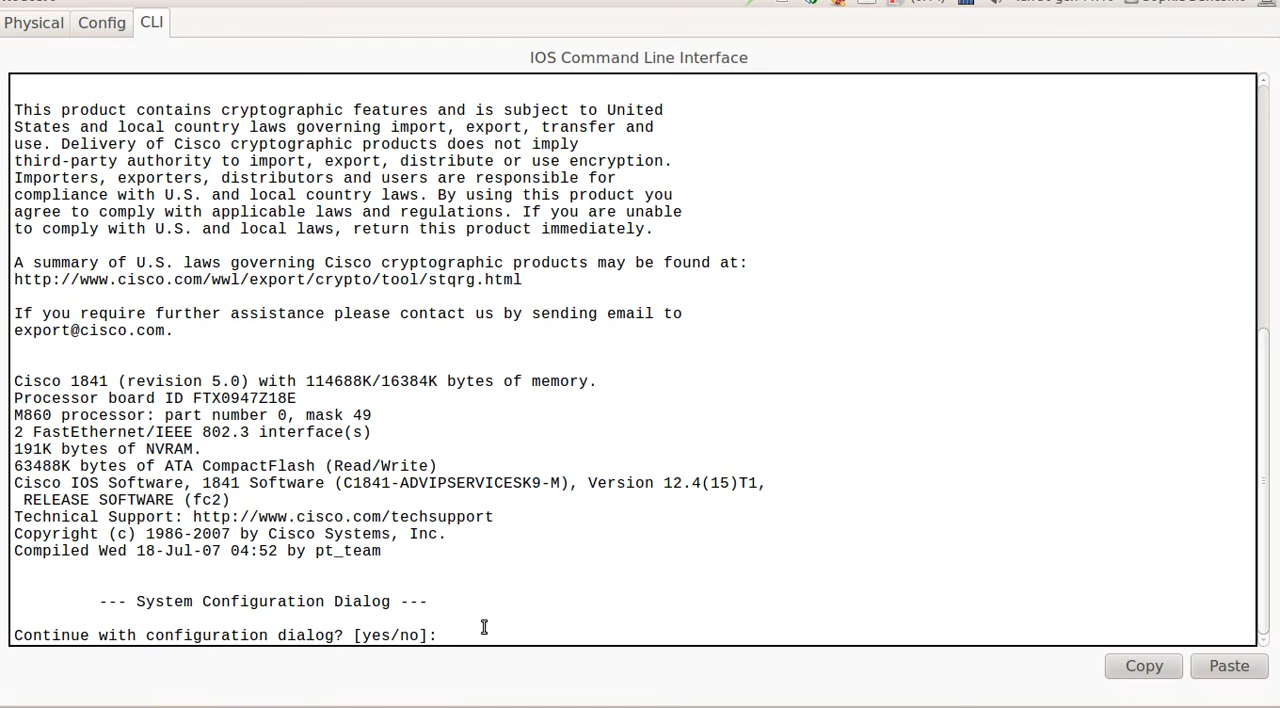 Physical
Config
CLI
IOS Command Line Interface
This product contains cryptographic features and is subject to United
States and local country laws governing import, export, transfer and
use. Delivery of Cisco cryptographic products does not imply
third-party authority to import, export, distribute or use encryption.
Importers, exporters, distributors and users are responsible for
compliance with U.S. and local country laws. By using this product you
agree to comply with applicable laws and regulations. If you are unable
to comply with U.S. and local laws, return this product immediately.
A summary of U.S. laws governing Cisco cryptographic products may be found at:
http://www.cisco.com/wwl/export/crypto/tool/stqrg.html
If you require further assistance please contact us by sending email to
export@cisco.com.
Cisco 1841 (revision 5.0) with 114688K/16384K bytes of memory.
Processor board ID FTX0947Z18E
M860 processor: part number 0, mask 49
2 FastEthernet/IEEE 802.3 interface(s)
191K bytes of NVRAM.
63488K bytes of ATA CompactFlash (Read/Write)
Cisco IOS Software, 1841 Software (C1841-ADVIPSERVICESK9-M), Version 12.4(15)T1,
RELEASE SOFTWARE (fc2)
Technical Support: http://www.cisco.com/techsupport
Copyright (c) 1986-2007 by Cisco Systems, Inc.
Compiled Wed 18-Jul-07 04:52 by pt_team
--- System Configuration Dialog ---
Continue with configuration dialog? [yes/no]:
Copy
Paste